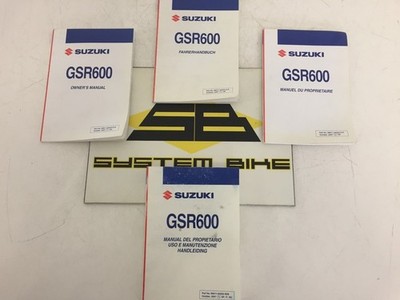 SUZUKI
GSR600
OWNER'S MANUAL
SUZUKI
GSR600
FAHRERHANDBUCH
SUZUKI
GSR600
MANUEL DU PROPRIETAIRE
SB
SYSTEM BIKE
SUZUKI
GSR600
MANUAL DEL PROPIETARIO
USO E MANUTENZIONE
HANDLEIDING